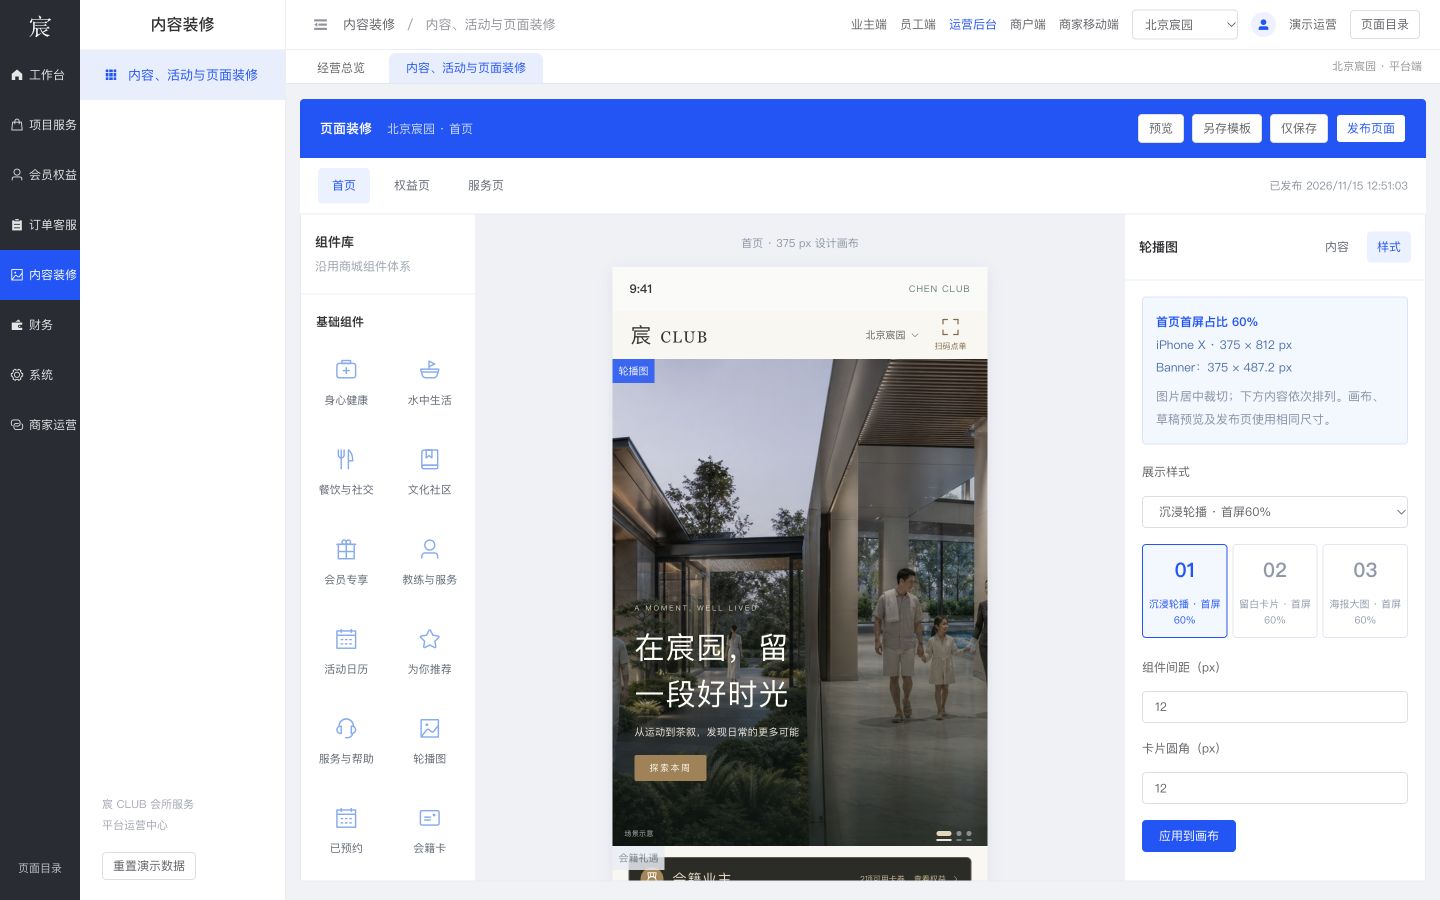 宸
工作台
项目服务
会员权益
订单客服
内容装修
财务
系统
商家运营
页面目录
内容装修
内容、活动与页面装修
宸 CLUB 会所服务
平台运营中心
重置演示数据
内容装修 / 内容、活动与页面装修
业主端 员工端 运营后台 商户端 商家移动端 北京宸园 演示运营 页面目录
经营总览 内容、活动与页面装修
北京宸园 · 平台端
页面装修 北京宸园 · 首页
预览 另存模板 仅保存 发布页面
首页 权益页 服务页
已发布 2026/11/15 12:51:03
组件库
沿用商城组件体系
基础组件
身心健康 水中生活
餐饮与社交 文化社区
会员专享 教练与服务
活动日历 为你推荐
服务与帮助 轮播图
已预约 会籍卡
首页 · 375 px 设计画布
9:41 CHEN CLUB
宸 CLUB 北京宸园 扫码点单
轮播图
A MOMENT, WELL LIVED
在宸园，留
一段好时光
从运动到茶叙，发现日常的更多可能
探索本周
场景示意
会籍礼遇
会籍业主
2项可用卡券 查看权益
轮播图 内容 样式
首页首屏占比 60%
iPhone X · 375 × 812 px
Banner：375 × 487.2 px
图片居中裁切；下方内容依次排列。画布、
草稿预览及发布页使用相同尺寸。
展示样式
沉浸轮播 · 首屏60%
01 02 03
沉浸轮播 · 首屏 留白卡片 · 首屏 海报大图 · 首屏
60% 60% 60%
组件间距（px）
12
卡片圆角（px）
12
应用到画布